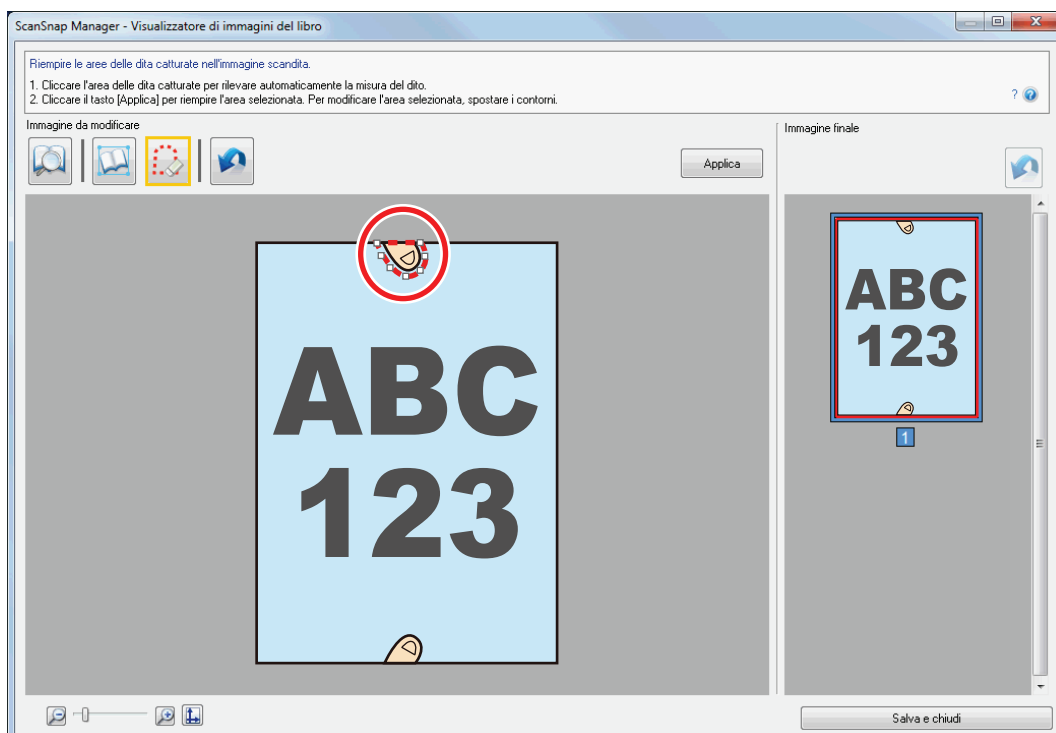 ScanSnap Manager - Visualizzatore di immagini del libro
Riempire le aree delle dita catturate nell'immagine scandita.
1. Cliccare l'area delle dita catturate per rilevare automaticamente la misura del dito.
2. Cliccare il tasto [Applica] per riempire l'area selezionata. Per modificare l'area selezionata, spostare i contorni.
? ?
Immagine da modificare
Immagine finale
Applica
ABC
123
ABC
123
1
Salva e chiudi